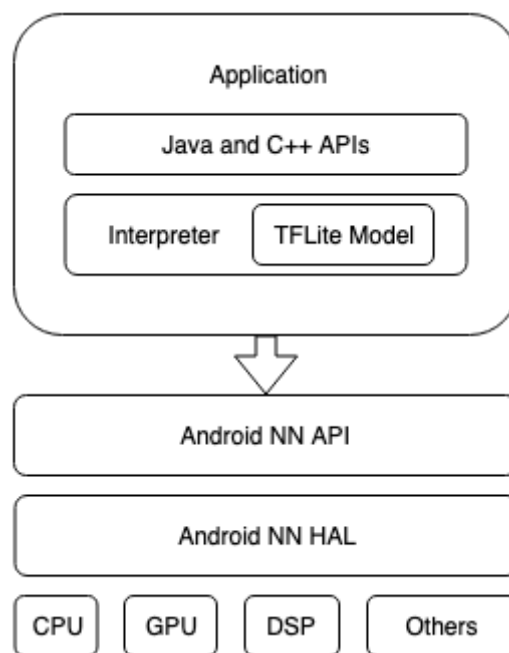 Application
Java and C++ APIs
Interpreter TFLite Model
Android NN API
Android NN HAL
CPU GPU DSP Others